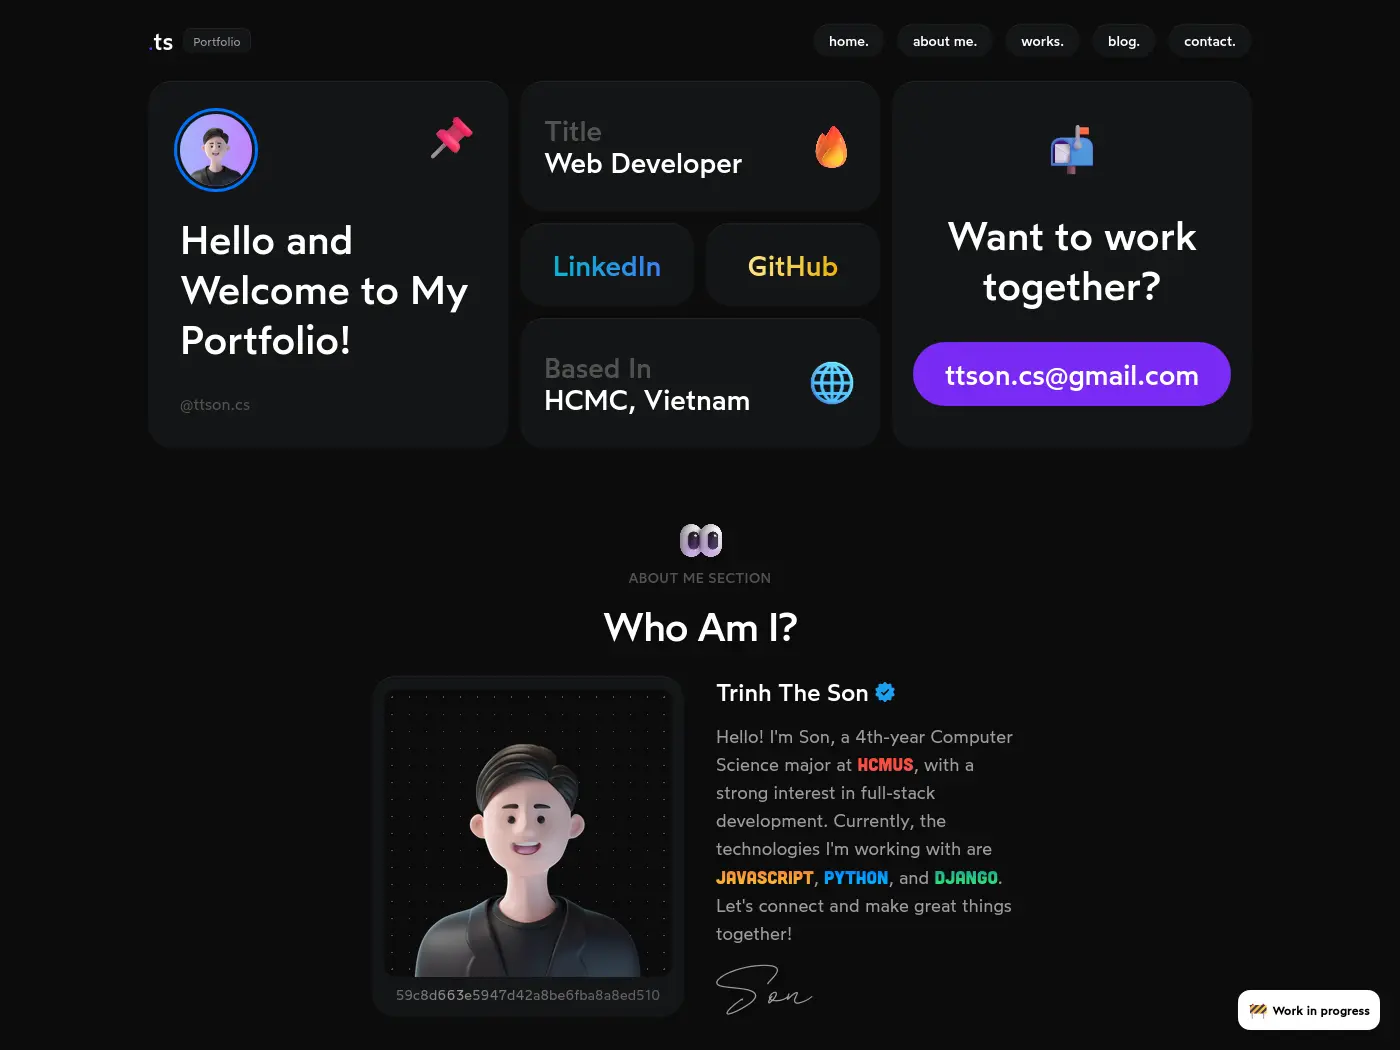 .ts
Portfolio
home.
about me.
works.
blog.
contact.
Hello and
Welcome to My
Portfolio!
@ttson.cs
Title
Web Developer
LinkedIn
GitHub
Based In
HCMC, Vietnam
Want to work
together?
ttson.cs@gmail.com
ABOUT ME SECTION
Who Am I?
59c8d663e5947d42a8be6fba8a8ed510
Trinh The Son
Hello! I'm Son, a 4th-year Computer
Science major at HCMUS, with a
strong interest in full-stack
development. Currently, the
technologies I'm working with are
JAVASCRIPT, PYTHON, and DJANGO.
Let's connect and make great things
together!
Son
Work in progress